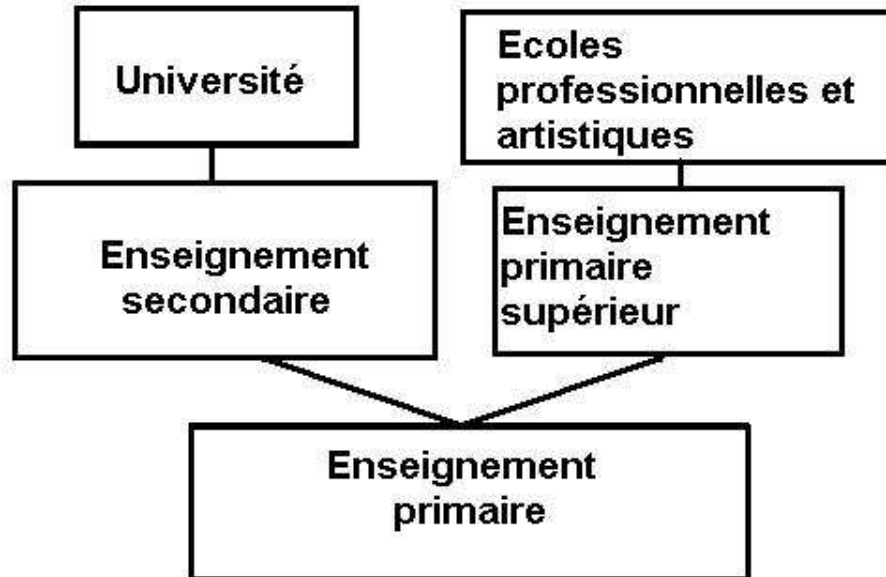 Université
Ecoles
professionnelles et
artistiques
Enseignement
secondaire
Enseignement
primaire
supérieur
Enseignement
primaire